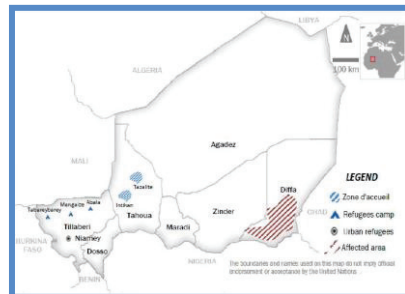 LIBYA
N
100 km
ALGERIA
Agadez
MALI
Tazalite
Intikan
Tahoua
Abala
Mangaize
Tabareybarey
Tillaberi
Niamey
Dosso
BURKINA
FASO
BENIN
Maradi
Zinder
Diffa
CHAD
NIGERIA
LEGEND
Zone d'accueil
Refugees camp
Urban refugees
Affected area
The boundaries and names used on this map do not imply official
endorsement or acceptance by the United Nations